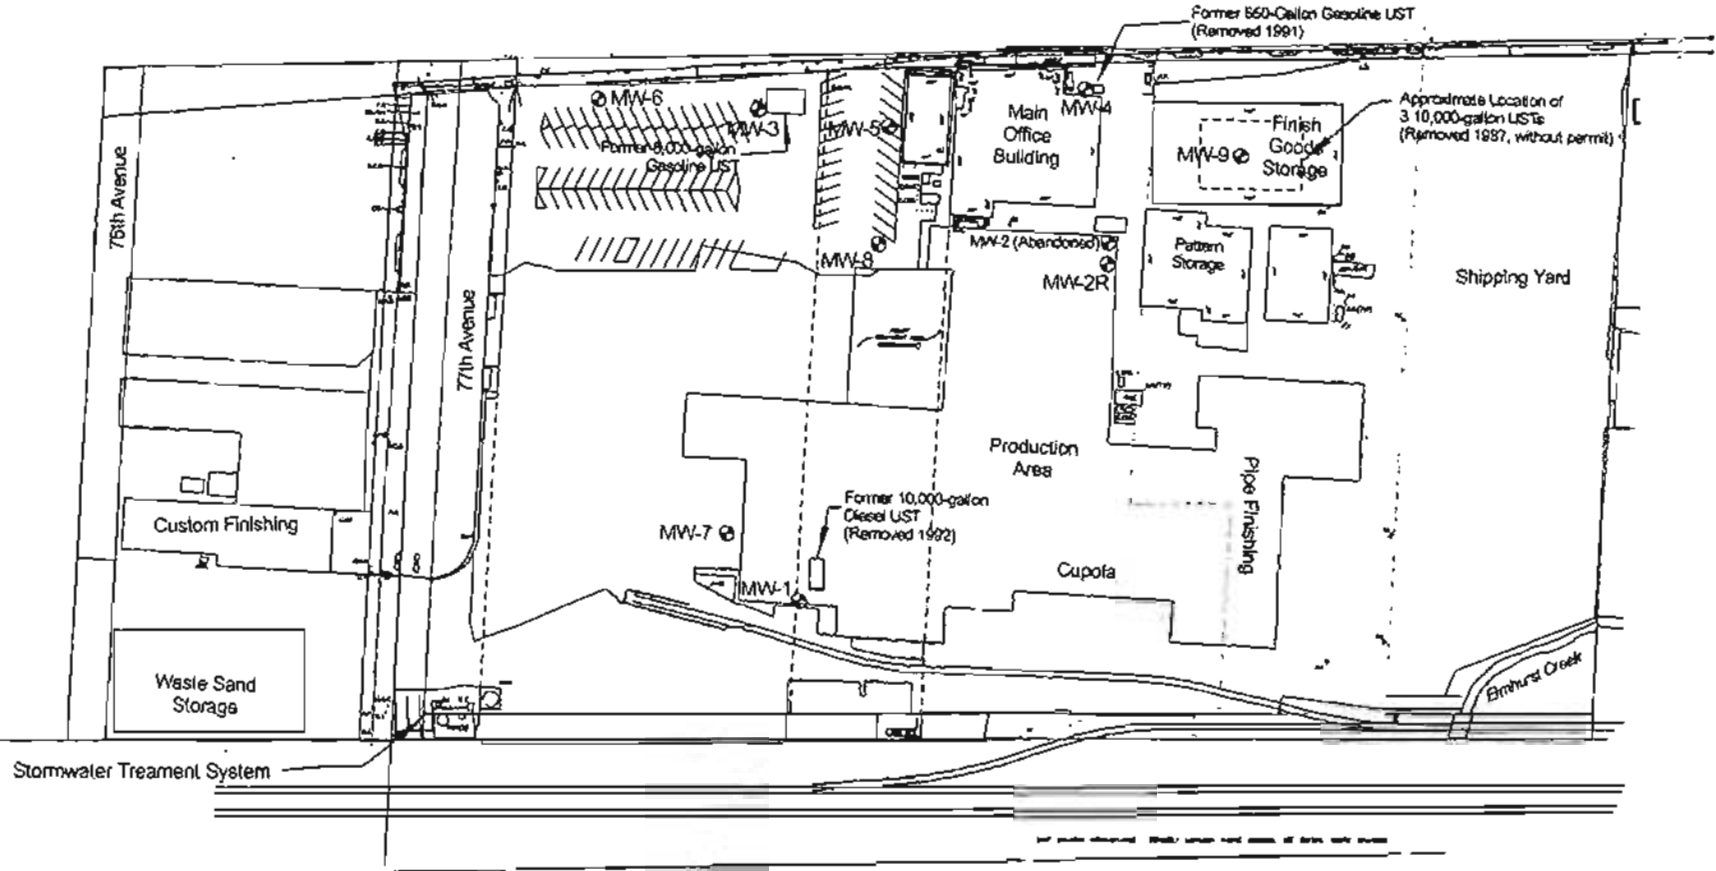 Former 550-Gallon Gasoline UST
(Removed 1991)
MW-6
MW-3
Former 6,000-gallon
Gasoline UST
MW-5
Main
Office
Building
MW-4
Approximate Location of
3 10,000-gallon USTs
(Removed 1987, without permit)
Finish
Goods
Storage
MW-9
76th Avenue
77th Avenue
MW-8
MW-2 (Abandoned)
MW-2R
Pattern
Storage
Shipping Yard
Production
Area
Pipe Finishing
Former 10,000-gallon
Diesel UST
(Removed 1992)
Custom Finishing
MW-7
MW-1
Cupola
Waste Sand
Storage
Elmhurst Creek
Stormwater Treament System